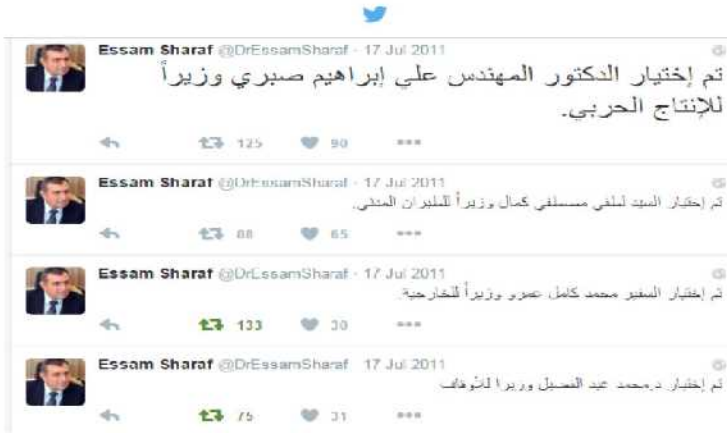 Essam Sharaf @DrEssamSharaf · 17 Jul 2011
تم إختيار الدكتور المهندس علي إبراهيم صبري وزيراً
للإنتاج الحربي.
125 90
Essam Sharaf @DrEssamSharaf · 17 Jul 2011
تم إختيار السيد لطفي مصطفي كمال وزيراً للطيران المدني.
88 65
Essam Sharaf @DrEssamSharaf · 17 Jul 2011
تم إختيار السفير محمد كامل عمرو وزيراً للخارجية.
133 30
Essam Sharaf @DrEssamSharaf 17 Jul 2011
تم إختيار د.محمد عبد الفضيل وزيرا للأوقاف
75 31